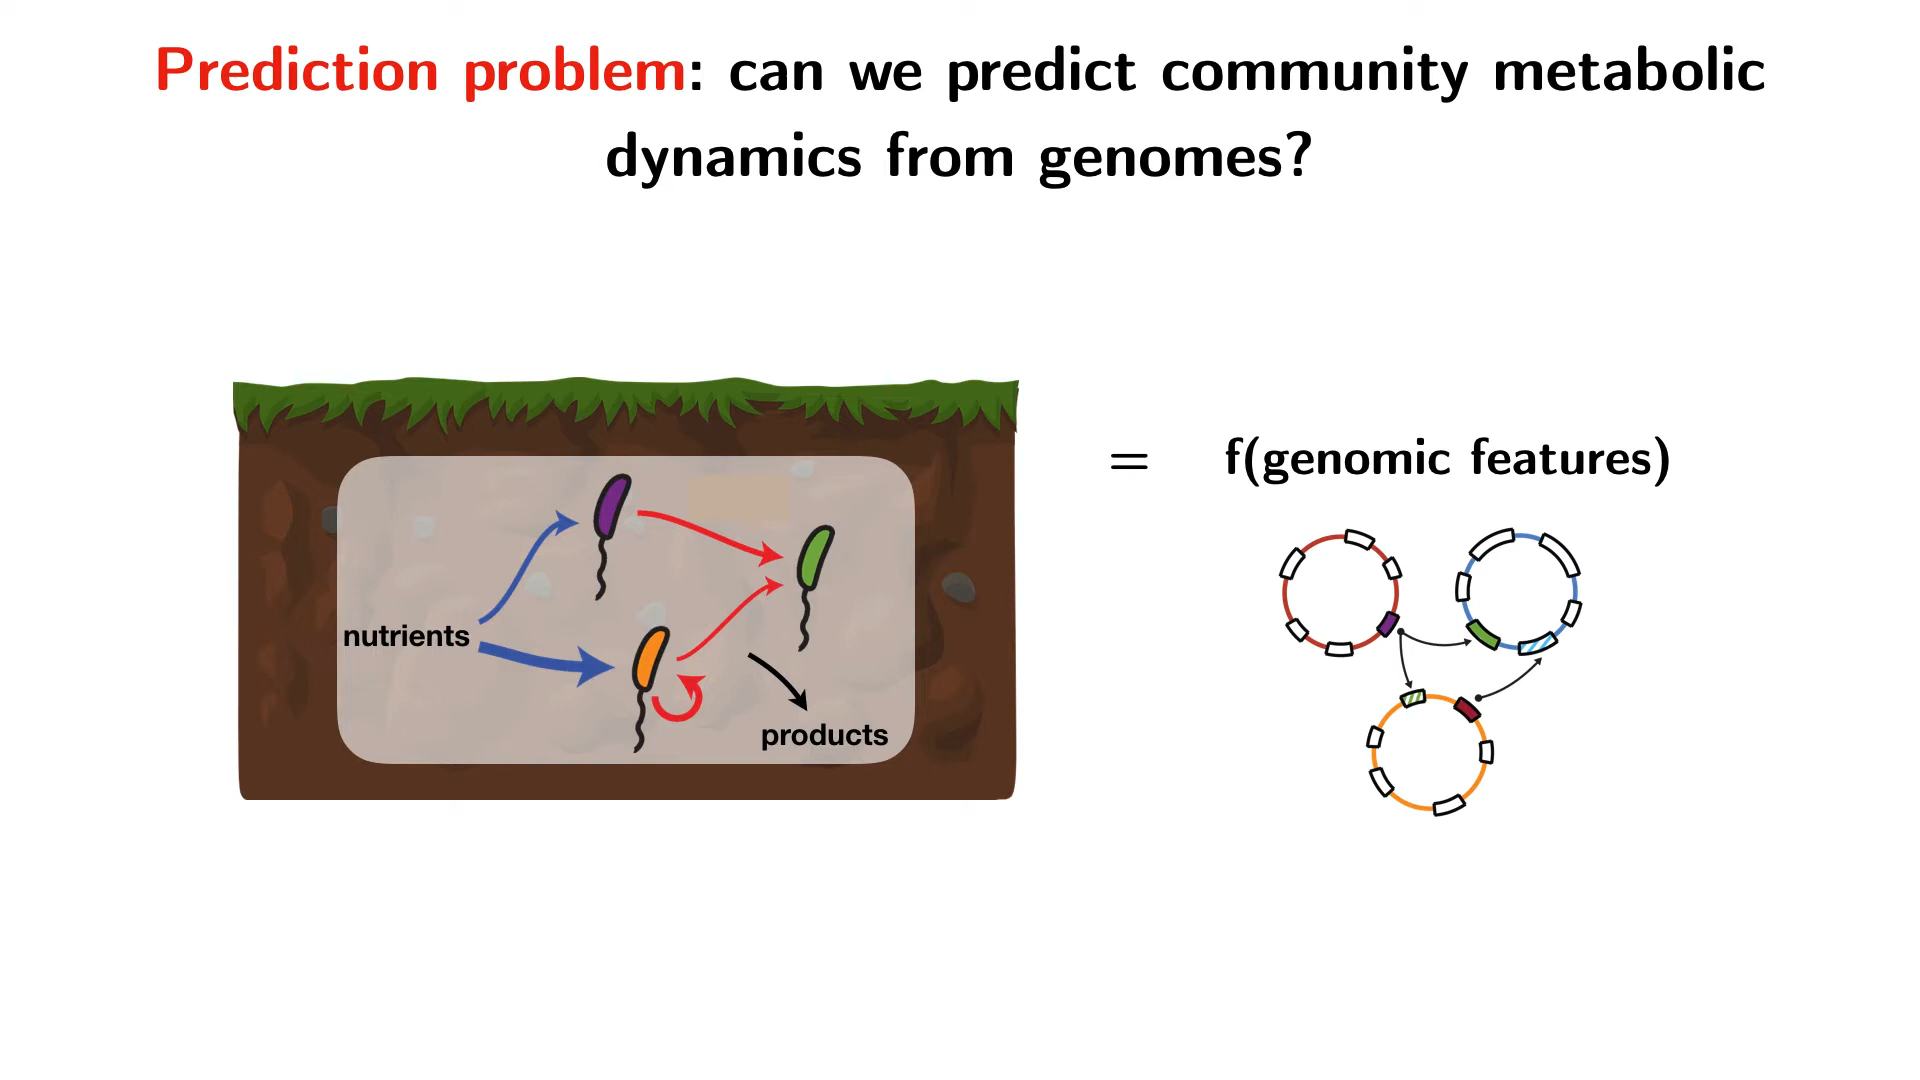 Prediction problem: can we predict community metabolic
dynamics from genomes?
= f(genomic features)
nutrients
products